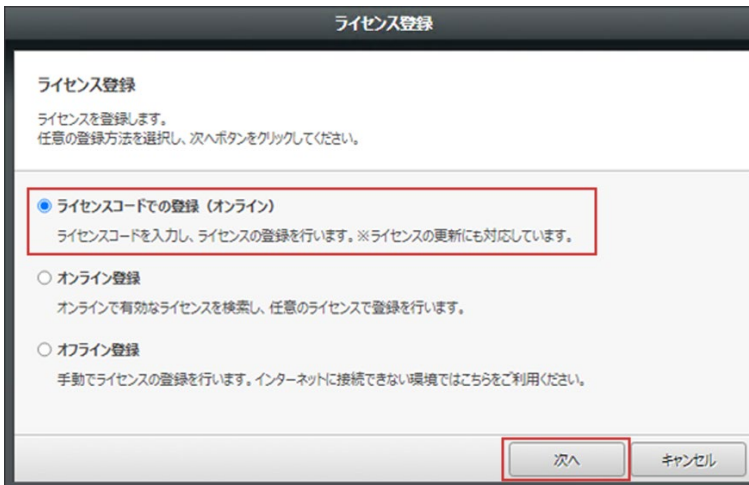 ライセンス登録
ライセンス登録
ライセンスを登録します。
任意の登録方法を選択し、次へボタンをクリックしてください。
ライセンスコードでの登録（オンライン）
ライセンスコードを入力し、ライセンスの登録を行います。※ライセンスの更新にも対応しています。
オンライン登録
オンラインで有効なライセンスを検索し、任意のライセンスで登録を行います。
オフライン登録
手動でライセンスの登録を行います。インターネットに接続できない環境ではこちらをご利用ください。
次へ
キャンセル